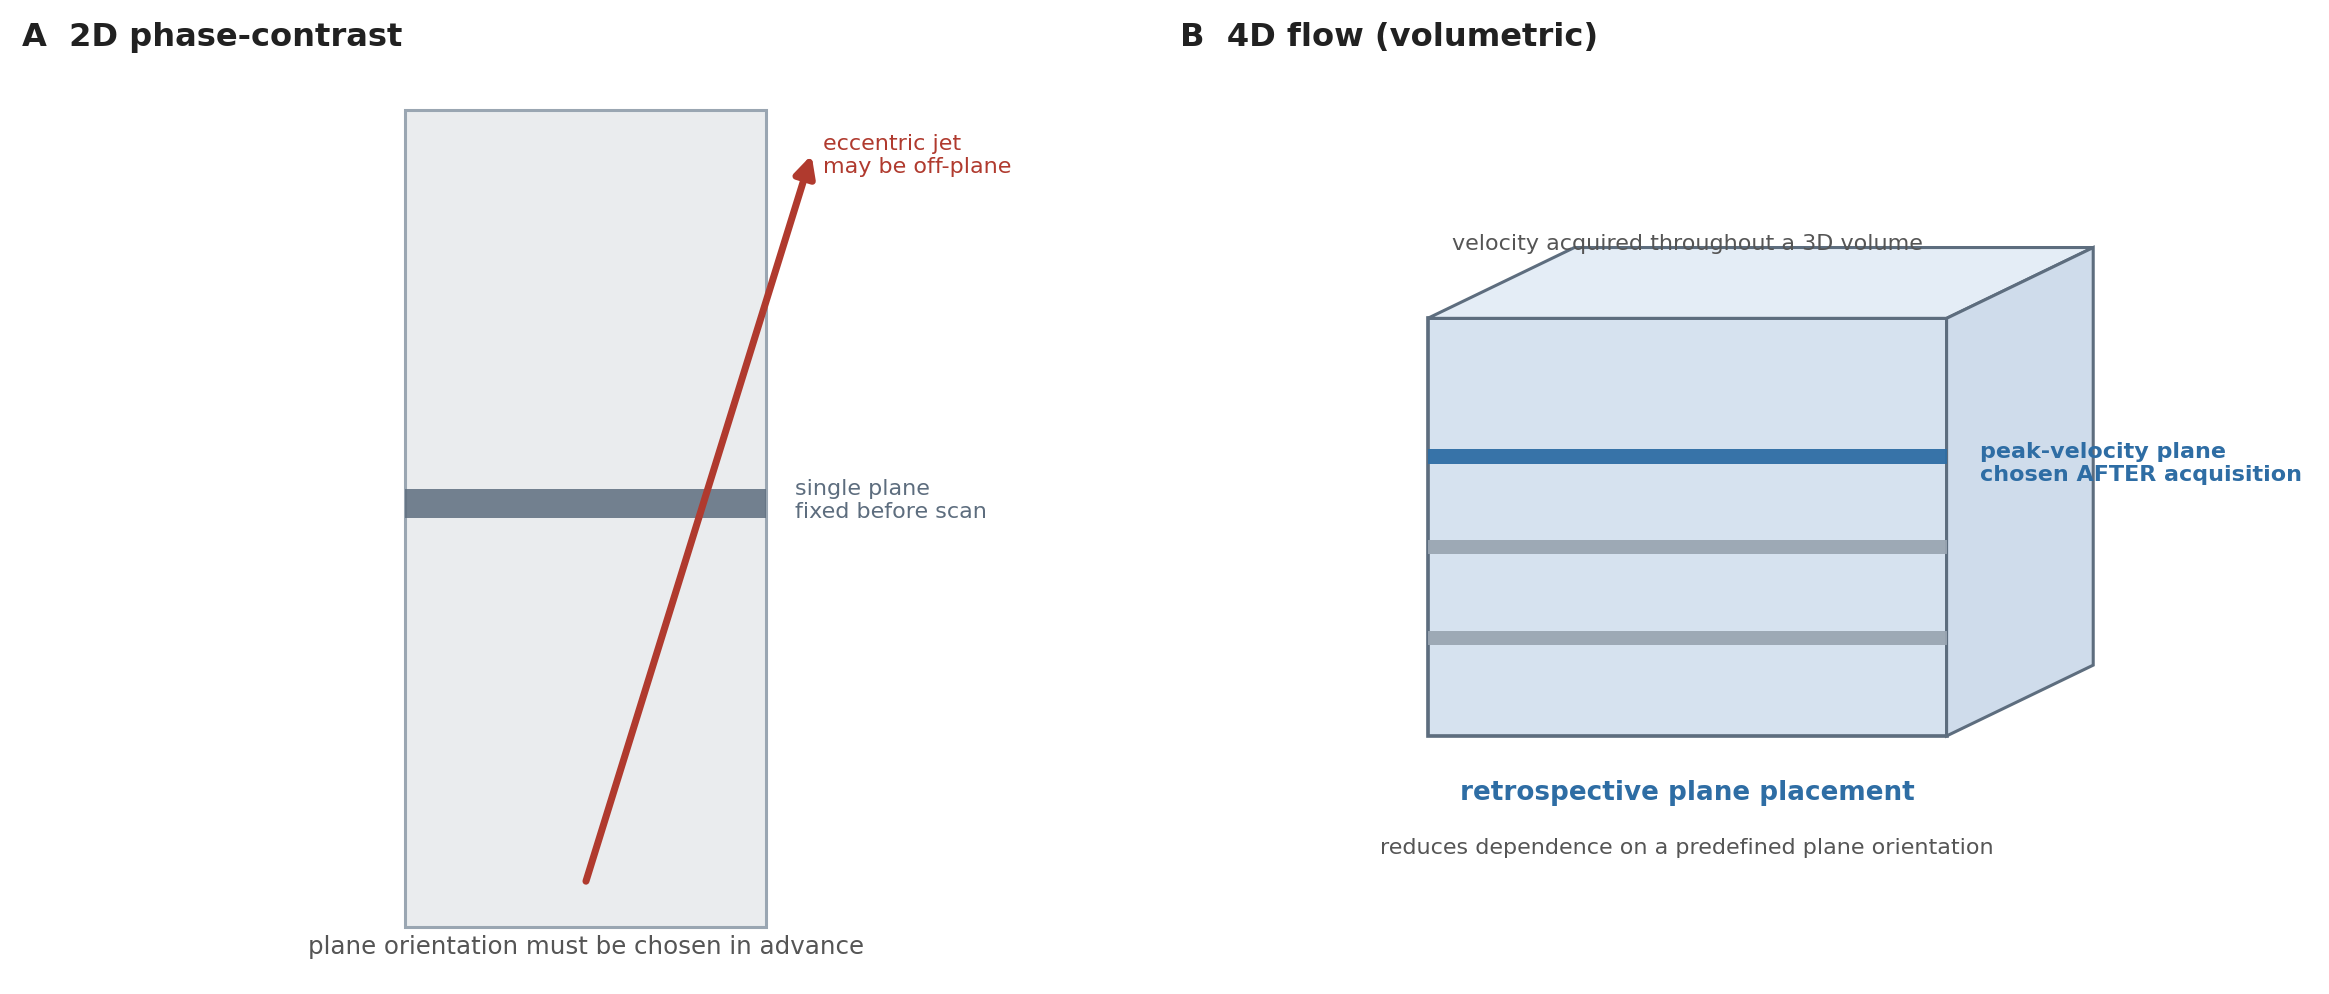 A 2D phase-contrast
eccentric jet
may be off-plane
single plane
fixed before scan
plane orientation must be chosen in advance
B 4D flow (volumetric)
velocity acquired throughout a 3D volume
peak-velocity plane
chosen AFTER acquisition
retrospective plane placement
reduces dependence on a predefined plane orientation